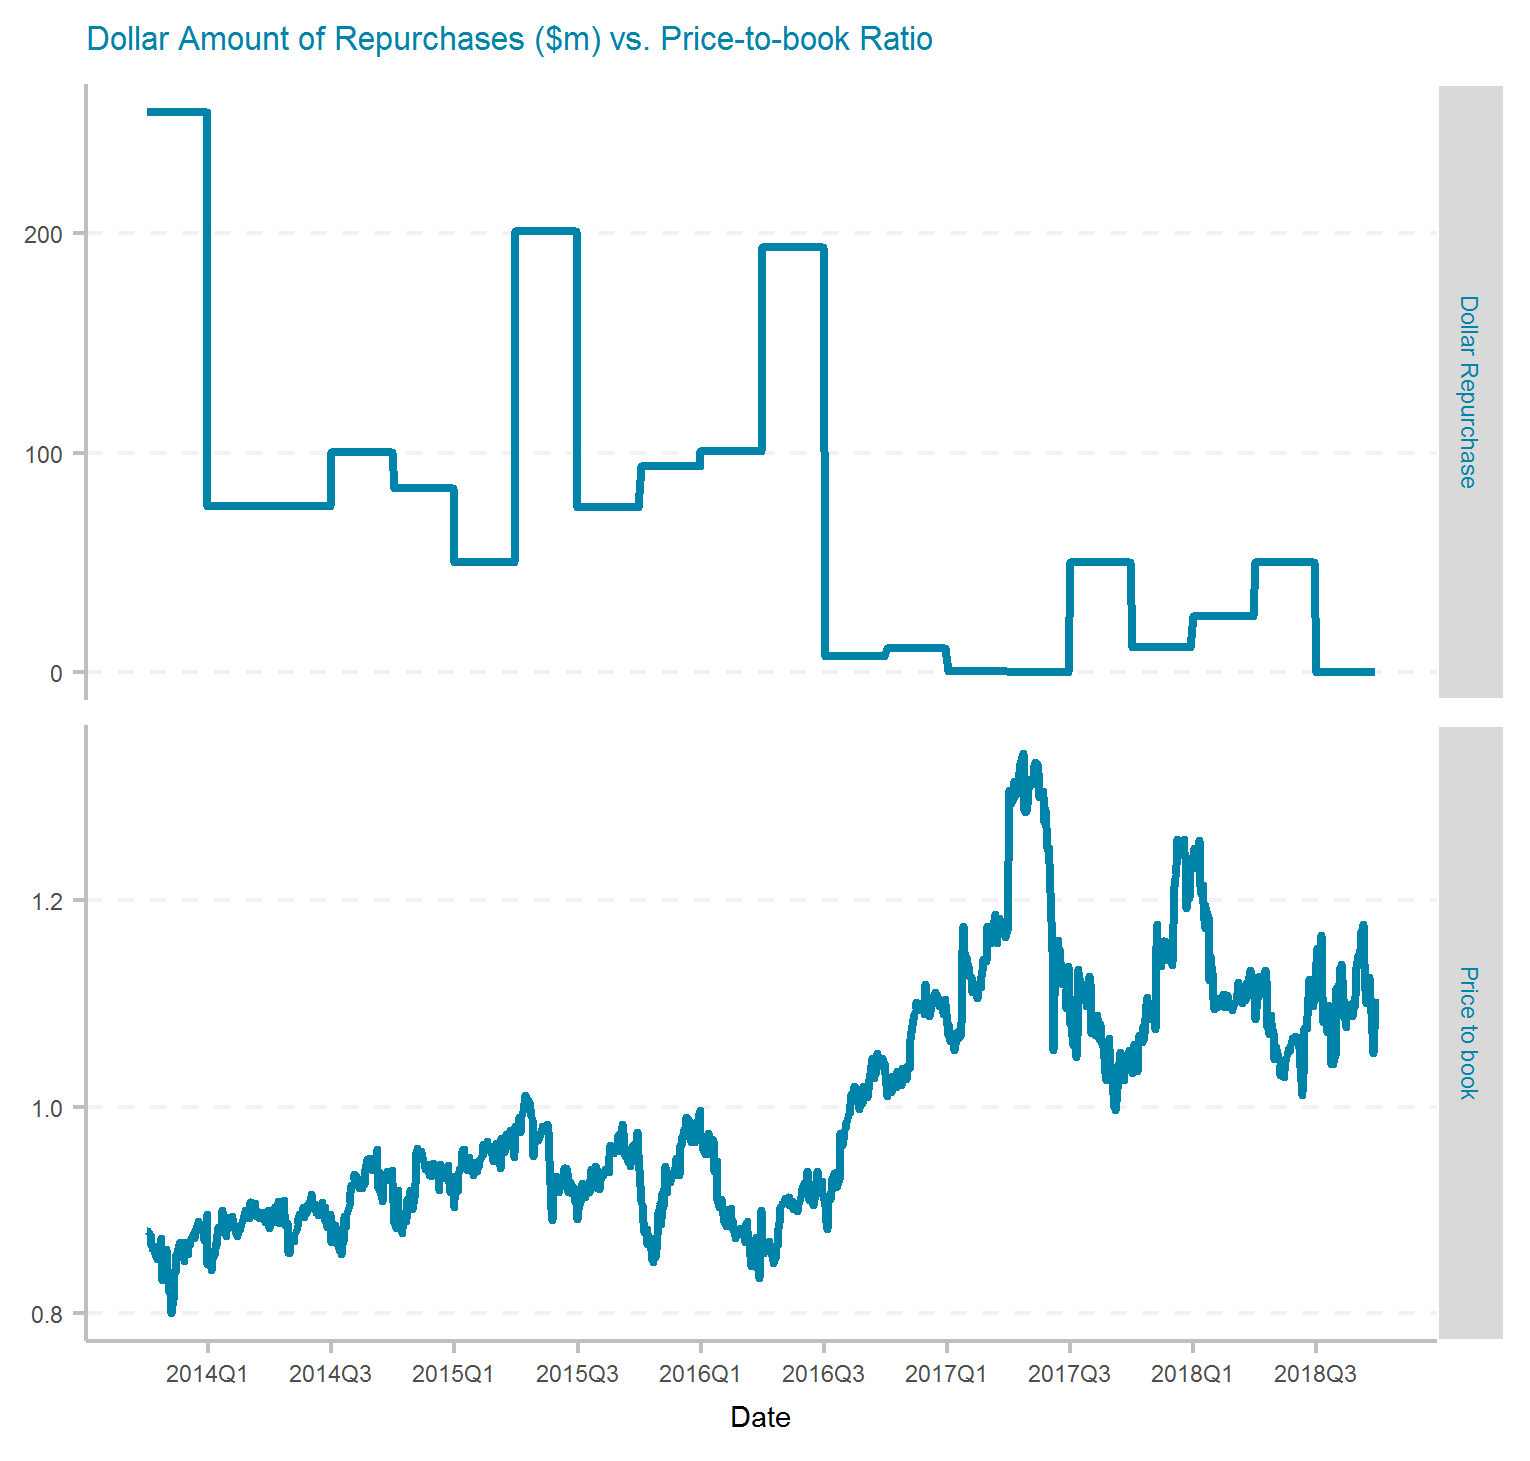 Dollar Amount of Repurchases ($m) vs. Price-to-book Ratio
200
100
0
Dollar Repurchase
1.2
1.0
0.8
Price to book
2014Q1 2014Q3 2015Q1 2015Q3 2016Q1 2016Q3 2017Q1 2017Q3 2018Q1 2018Q3
Date